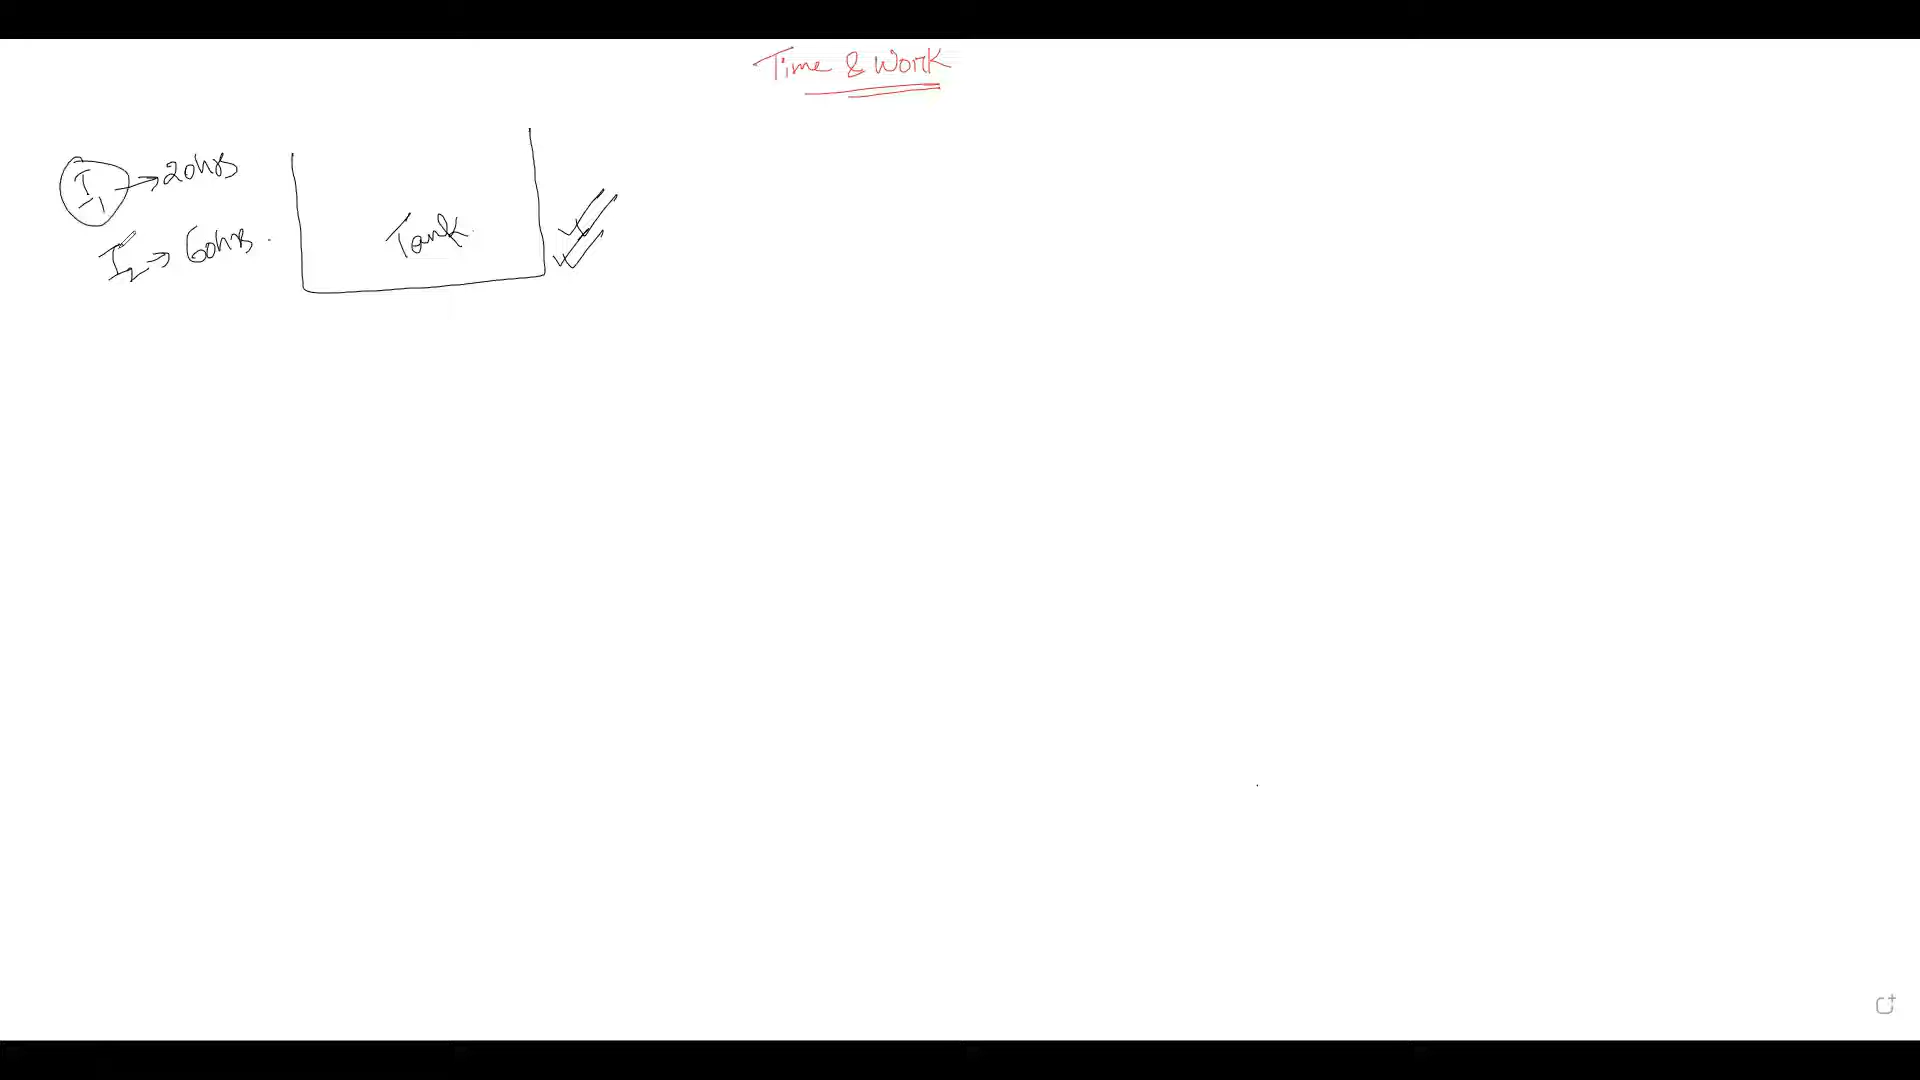 Time & Work
I₁ → 20hrs
I₂ → 60hrs.
Tank